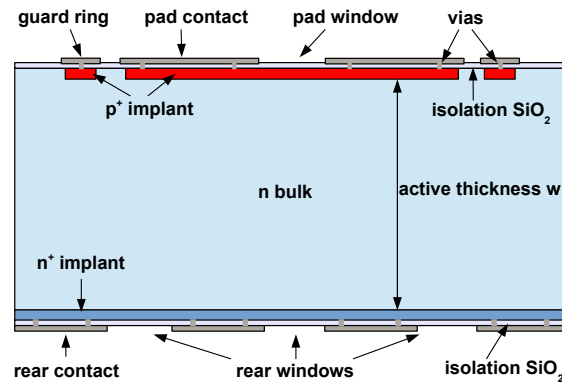 guard ring
pad contact
pad window
vias
p+ implant
isolation SiO2
n bulk
active thickness w
n+ implant
rear contact
rear windows
isolation SiO2